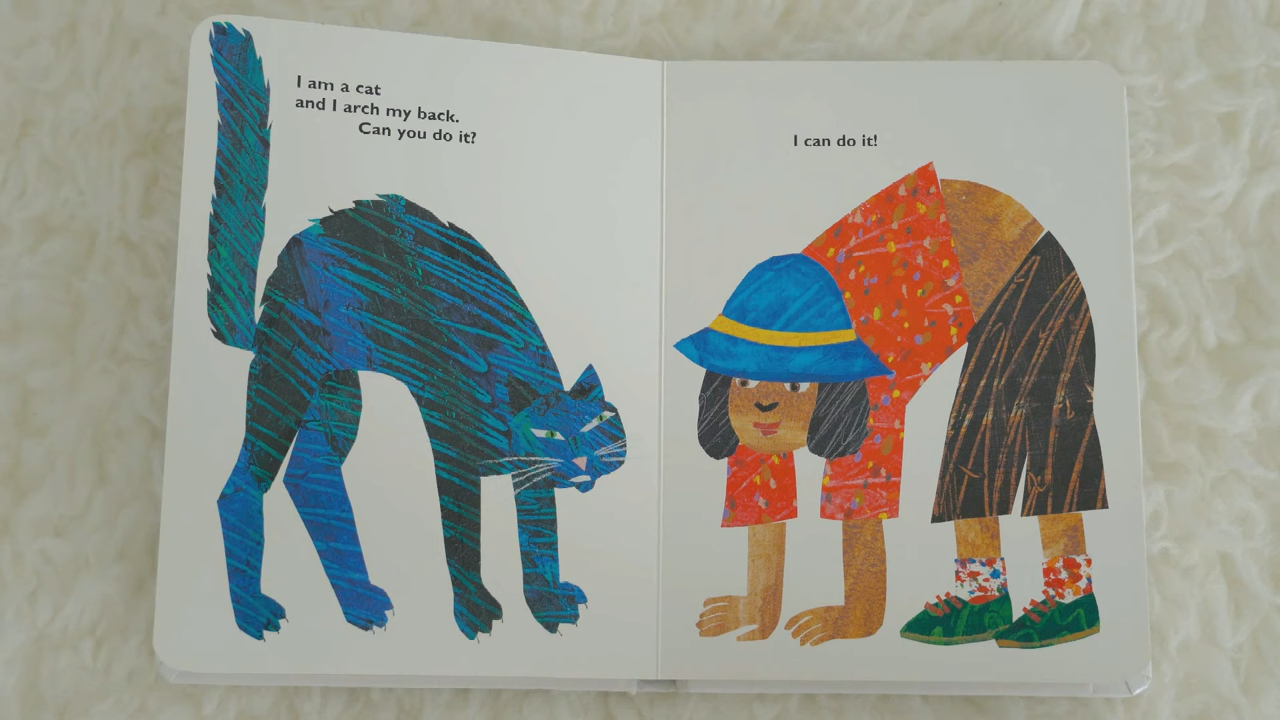 I am a cat
and I arch my back.
Can you do it?
I can do it!